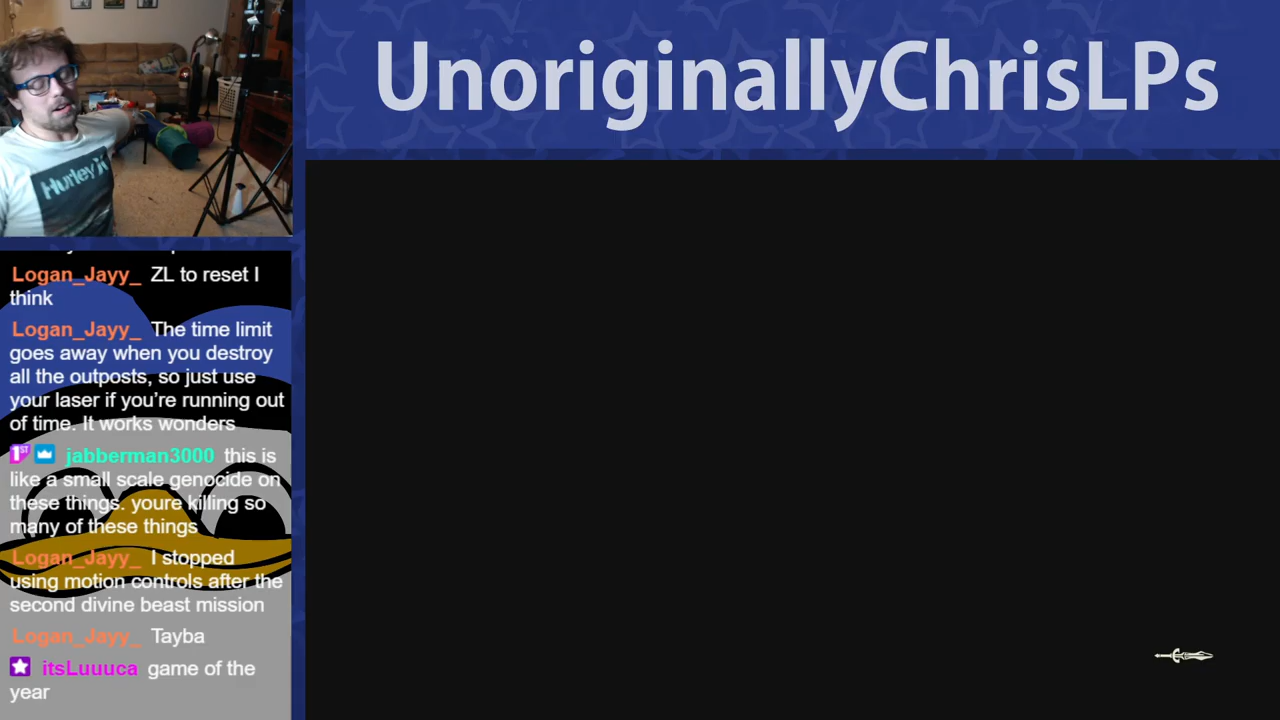 UnoriginallyChrisLPs
Hurley
Logan_Jayy_ ZL to reset I
think
Logan_Jayy_ The time limit
goes away when you destroy
all the outposts, so just use
your laser if you're running out
of time. It works wonders
1ST jabberman3000 this is
like a small scale genocide on
these things. youre killing so
many of these things
Logan_Jayy_ I stopped
using motion controls after the
second divine beast mission
Logan_Jayy_ Tayba
itsLuuuca game of the
year